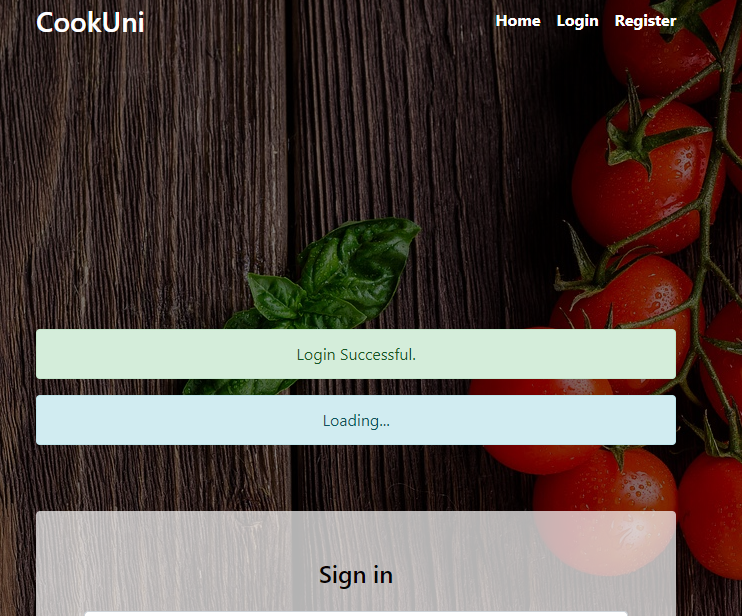 CookUni
Home Login Register
Login Successful.
Loading...
Sign in